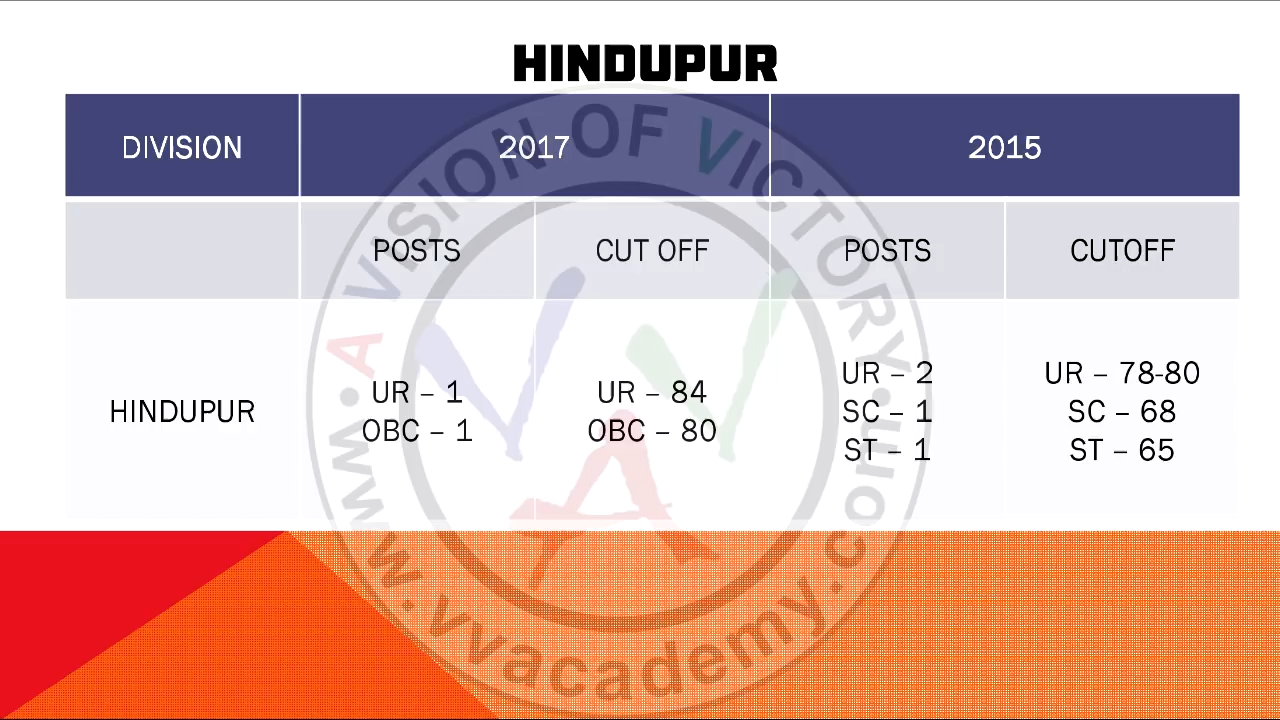 HINDUPUR
DIVISION 2017 2015
POSTS CUT OFF POSTS CUTOFF
HINDUPUR
UR – 1
OBC – 1
UR – 84
OBC – 80
UR – 2
SC – 1
ST – 1
UR – 78-80
SC – 68
ST – 65
A VISION OF VICTORY
www.vvacademy.com
VVA